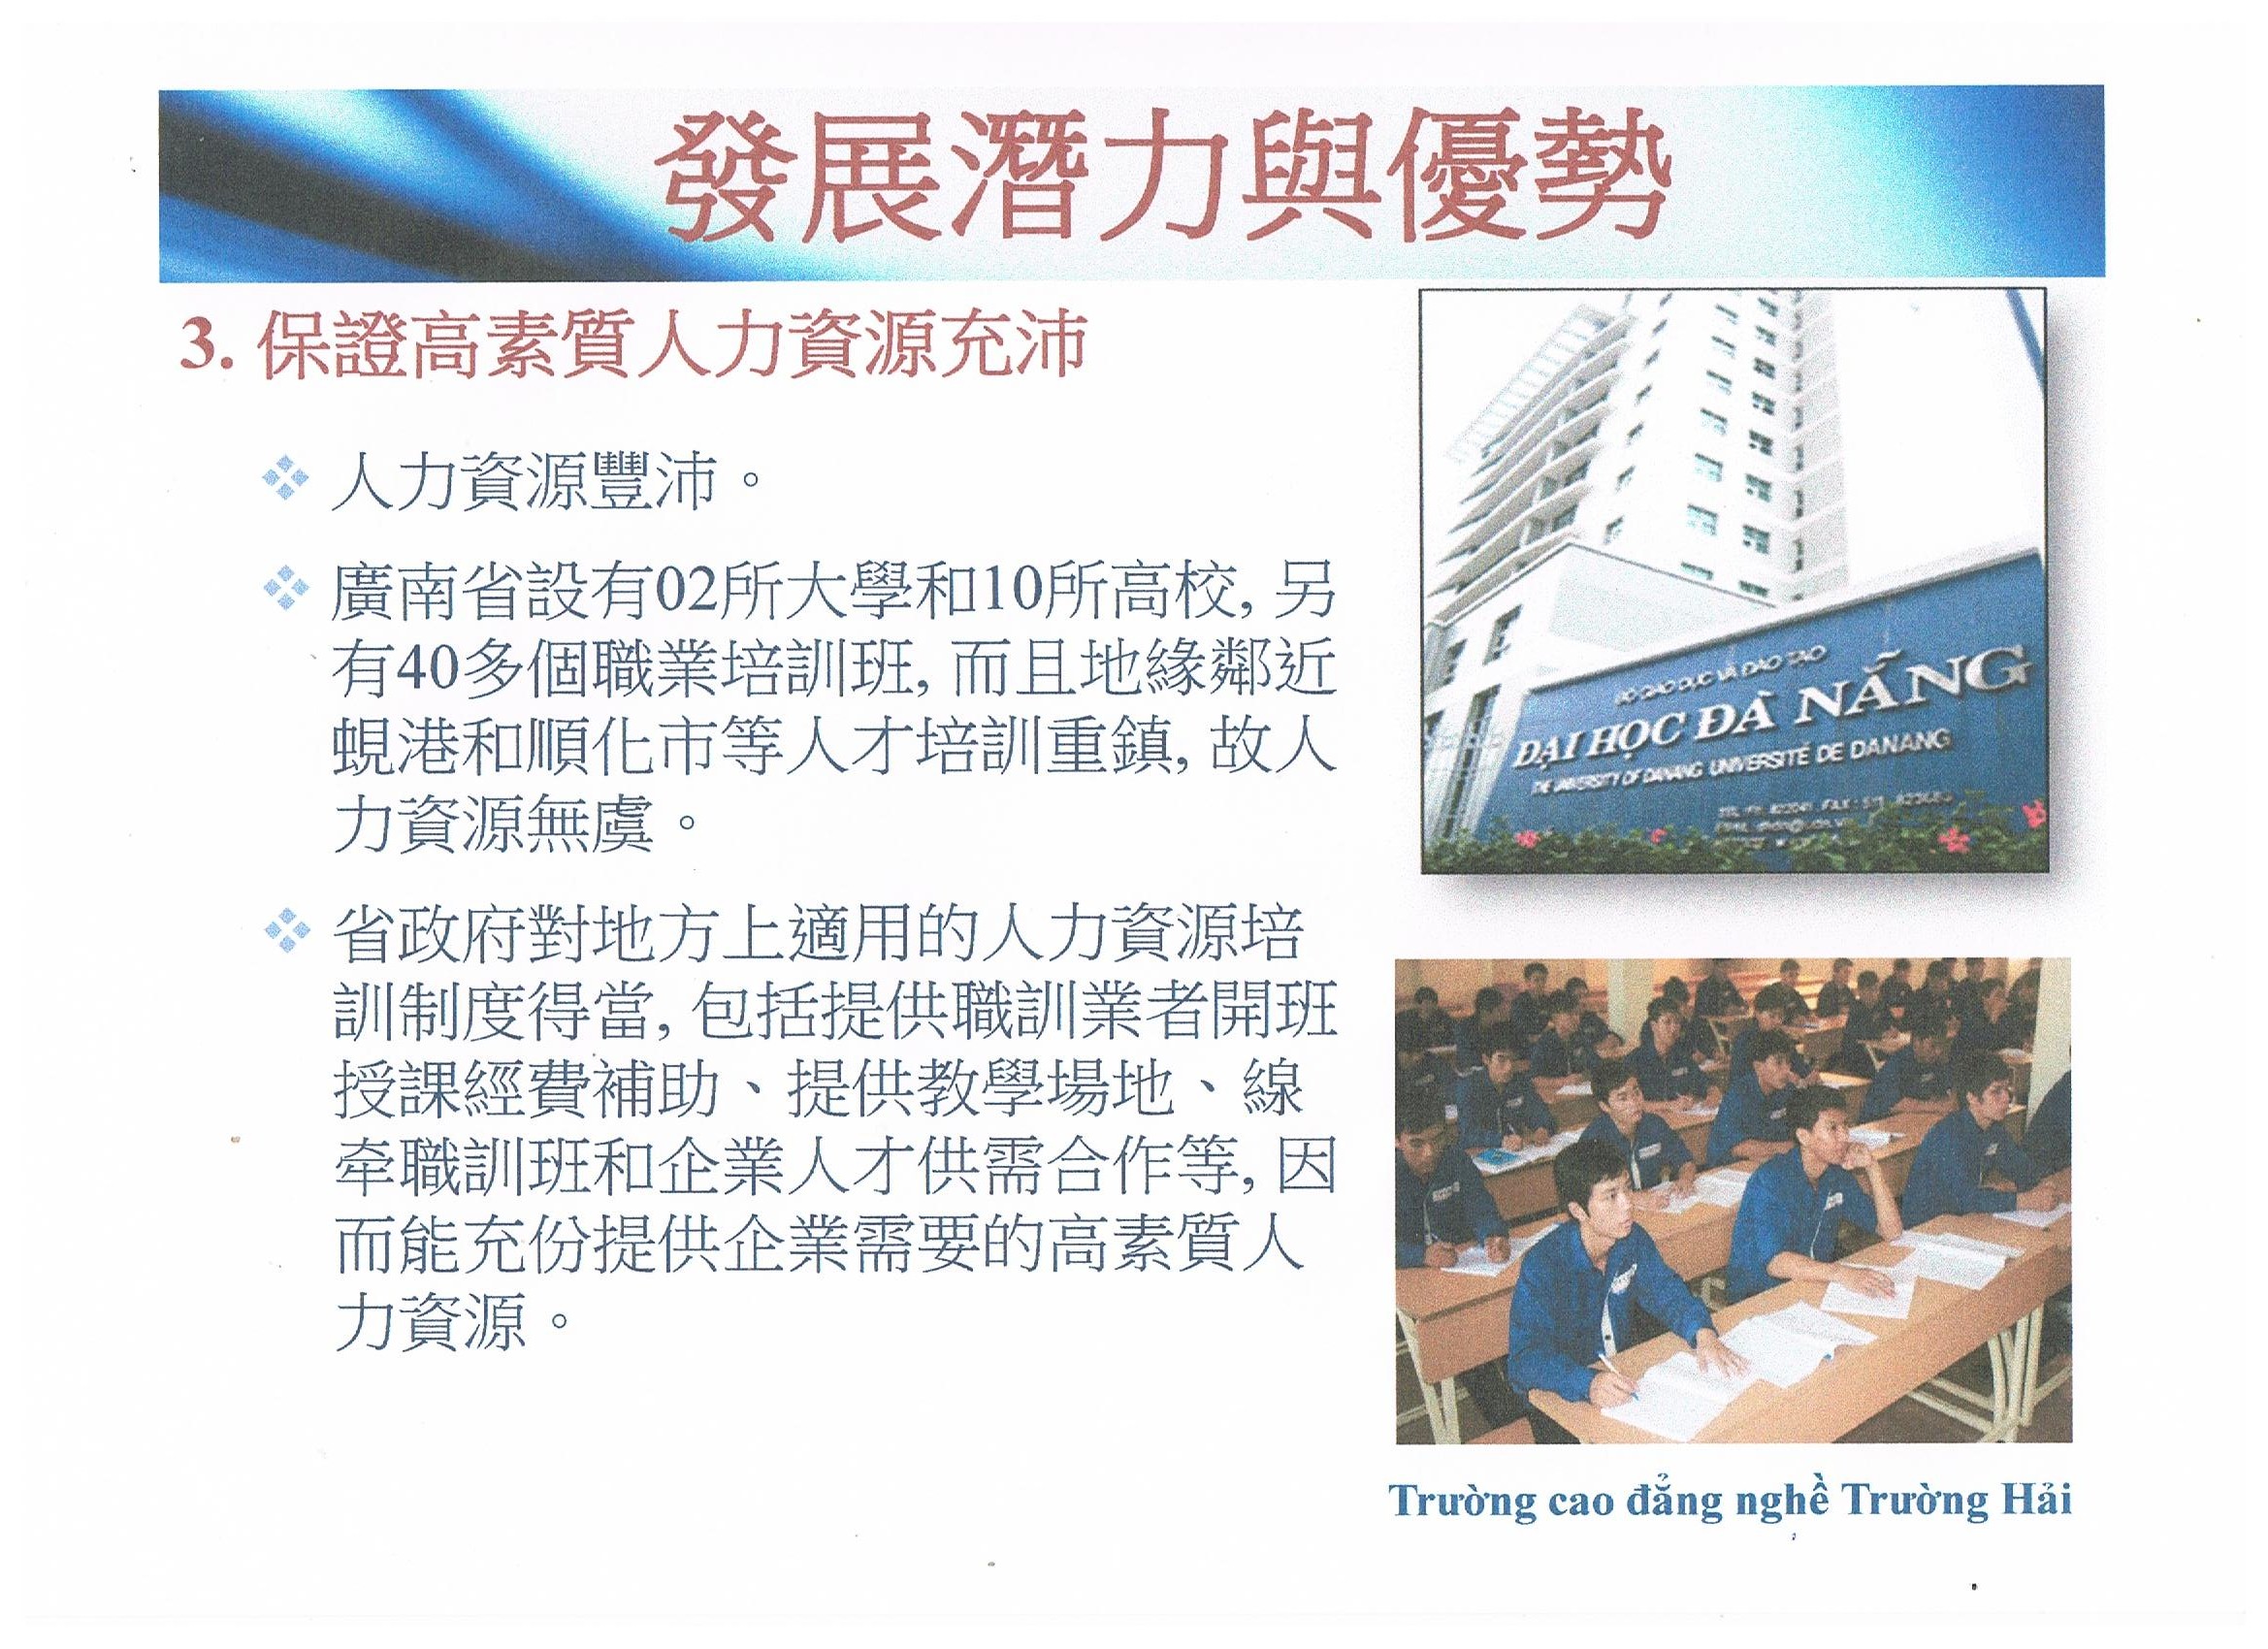 發展潛力與優勢
3. 保證高素質人力資源充沛
❖ 人力資源豐沛。
❖ 廣南省設有02所大學和10所高校, 另
有40多個職業培訓班, 而且地緣鄰近
蜆港和順化市等人才培訓重鎮, 故人
力資源無虞。
❖ 省政府對地方上適用的人力資源培
訓制度得當, 包括提供職訓業者開班
授課經費補助、提供教學場地、線
牽職訓班和企業人才供需合作等, 因
而能充份提供企業需要的高素質人
力資源。
BỘ GIÁO DỤC VÀ ĐÀO TẠO
ĐẠI HỌC ĐÀ NẴNG
THE UNIVERSITY OF DANANG UNIVERSITÉ DE DANANG
Trường cao đẳng nghề Trường Hải